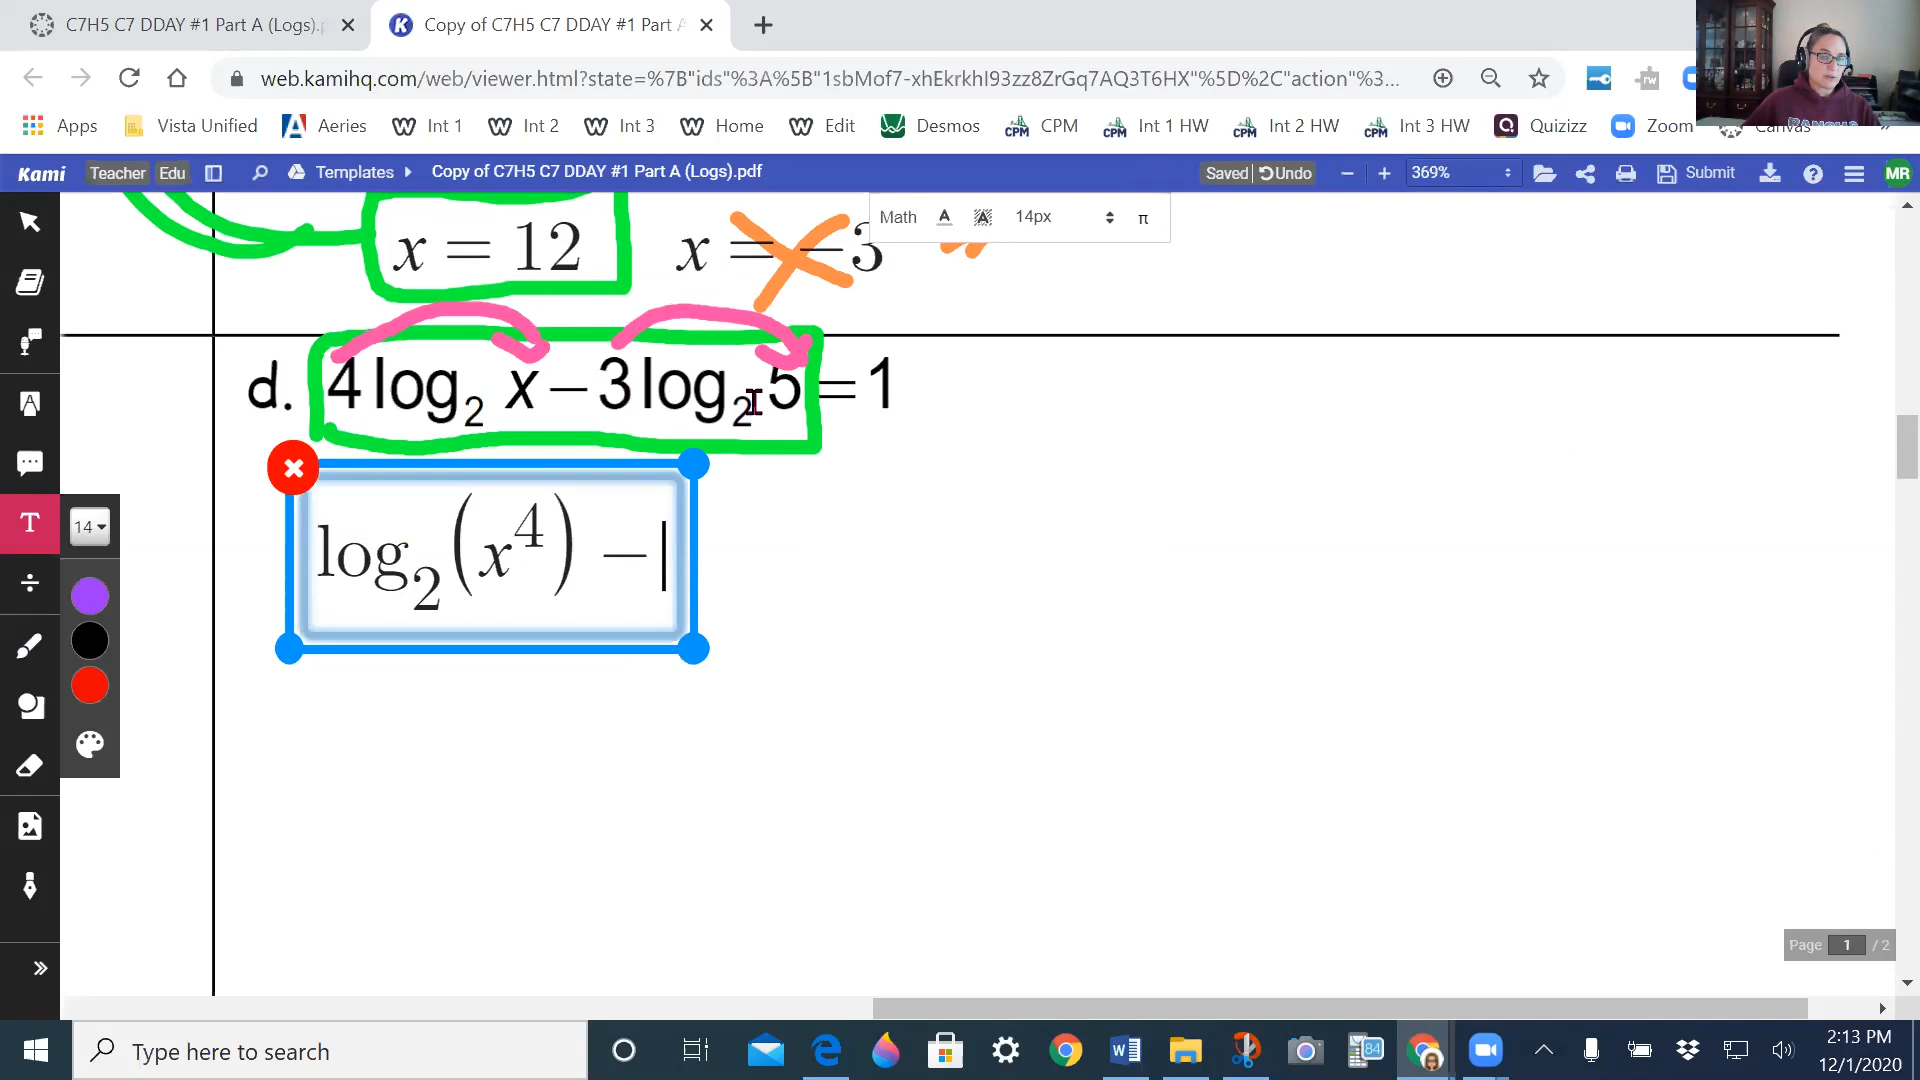 C7H5 C7 DDAY #1 Part A (Logs).p
Copy of C7H5 C7 DDAY #1 Part A
web.kamihq.com/web/viewer.html?state=%7B"ids"%3A%5B"1sbMof7-xhEkrkhI93zz8ZrGq7AQ3T6HX"%5D%2C"action"%3...
Apps Vista Unified Aeries Int 1 Int 2 Int 3 Home Edit Desmos CPM Int 1 HW Int 2 HW Int 3 HW Quizizz Zoom Canvas
Kami Teacher Edu Templates Copy of C7H5 C7 DDAY #1 Part A (Logs).pdf Saved Undo 369% Submit MR
Math A 14px π
x = 12 x = −3
d. 4 log₂ x − 3 log₂ 5 = 1
log₂(x⁴) −
T 14
Page 1 / 2
Type here to search
84
2:13 PM
12/1/2020